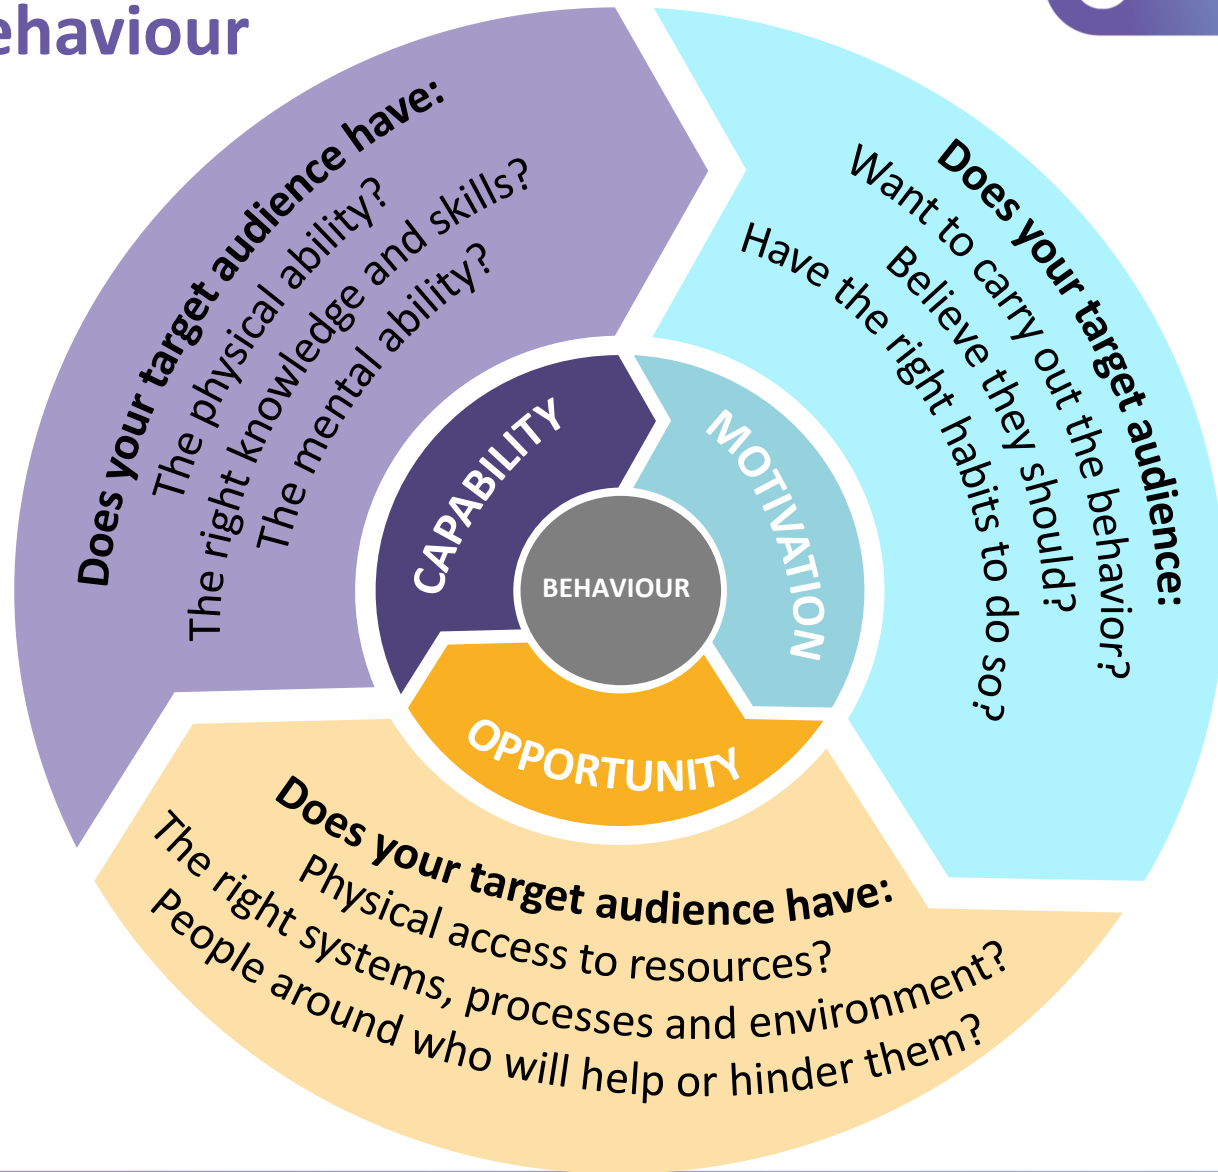 ehaviour
Does your target audience have:
The physical ability?
The right knowledge and skills?
The mental ability?
Does your target audience:
Want to carry out the behavior?
Believe they should?
Have the right habits to do so?
CAPABILITY
MOTIVATION
BEHAVIOUR
OPPORTUNITY
Does your target audience have:
Physical access to resources?
The right systems, processes and environment?
People around who will help or hinder them?